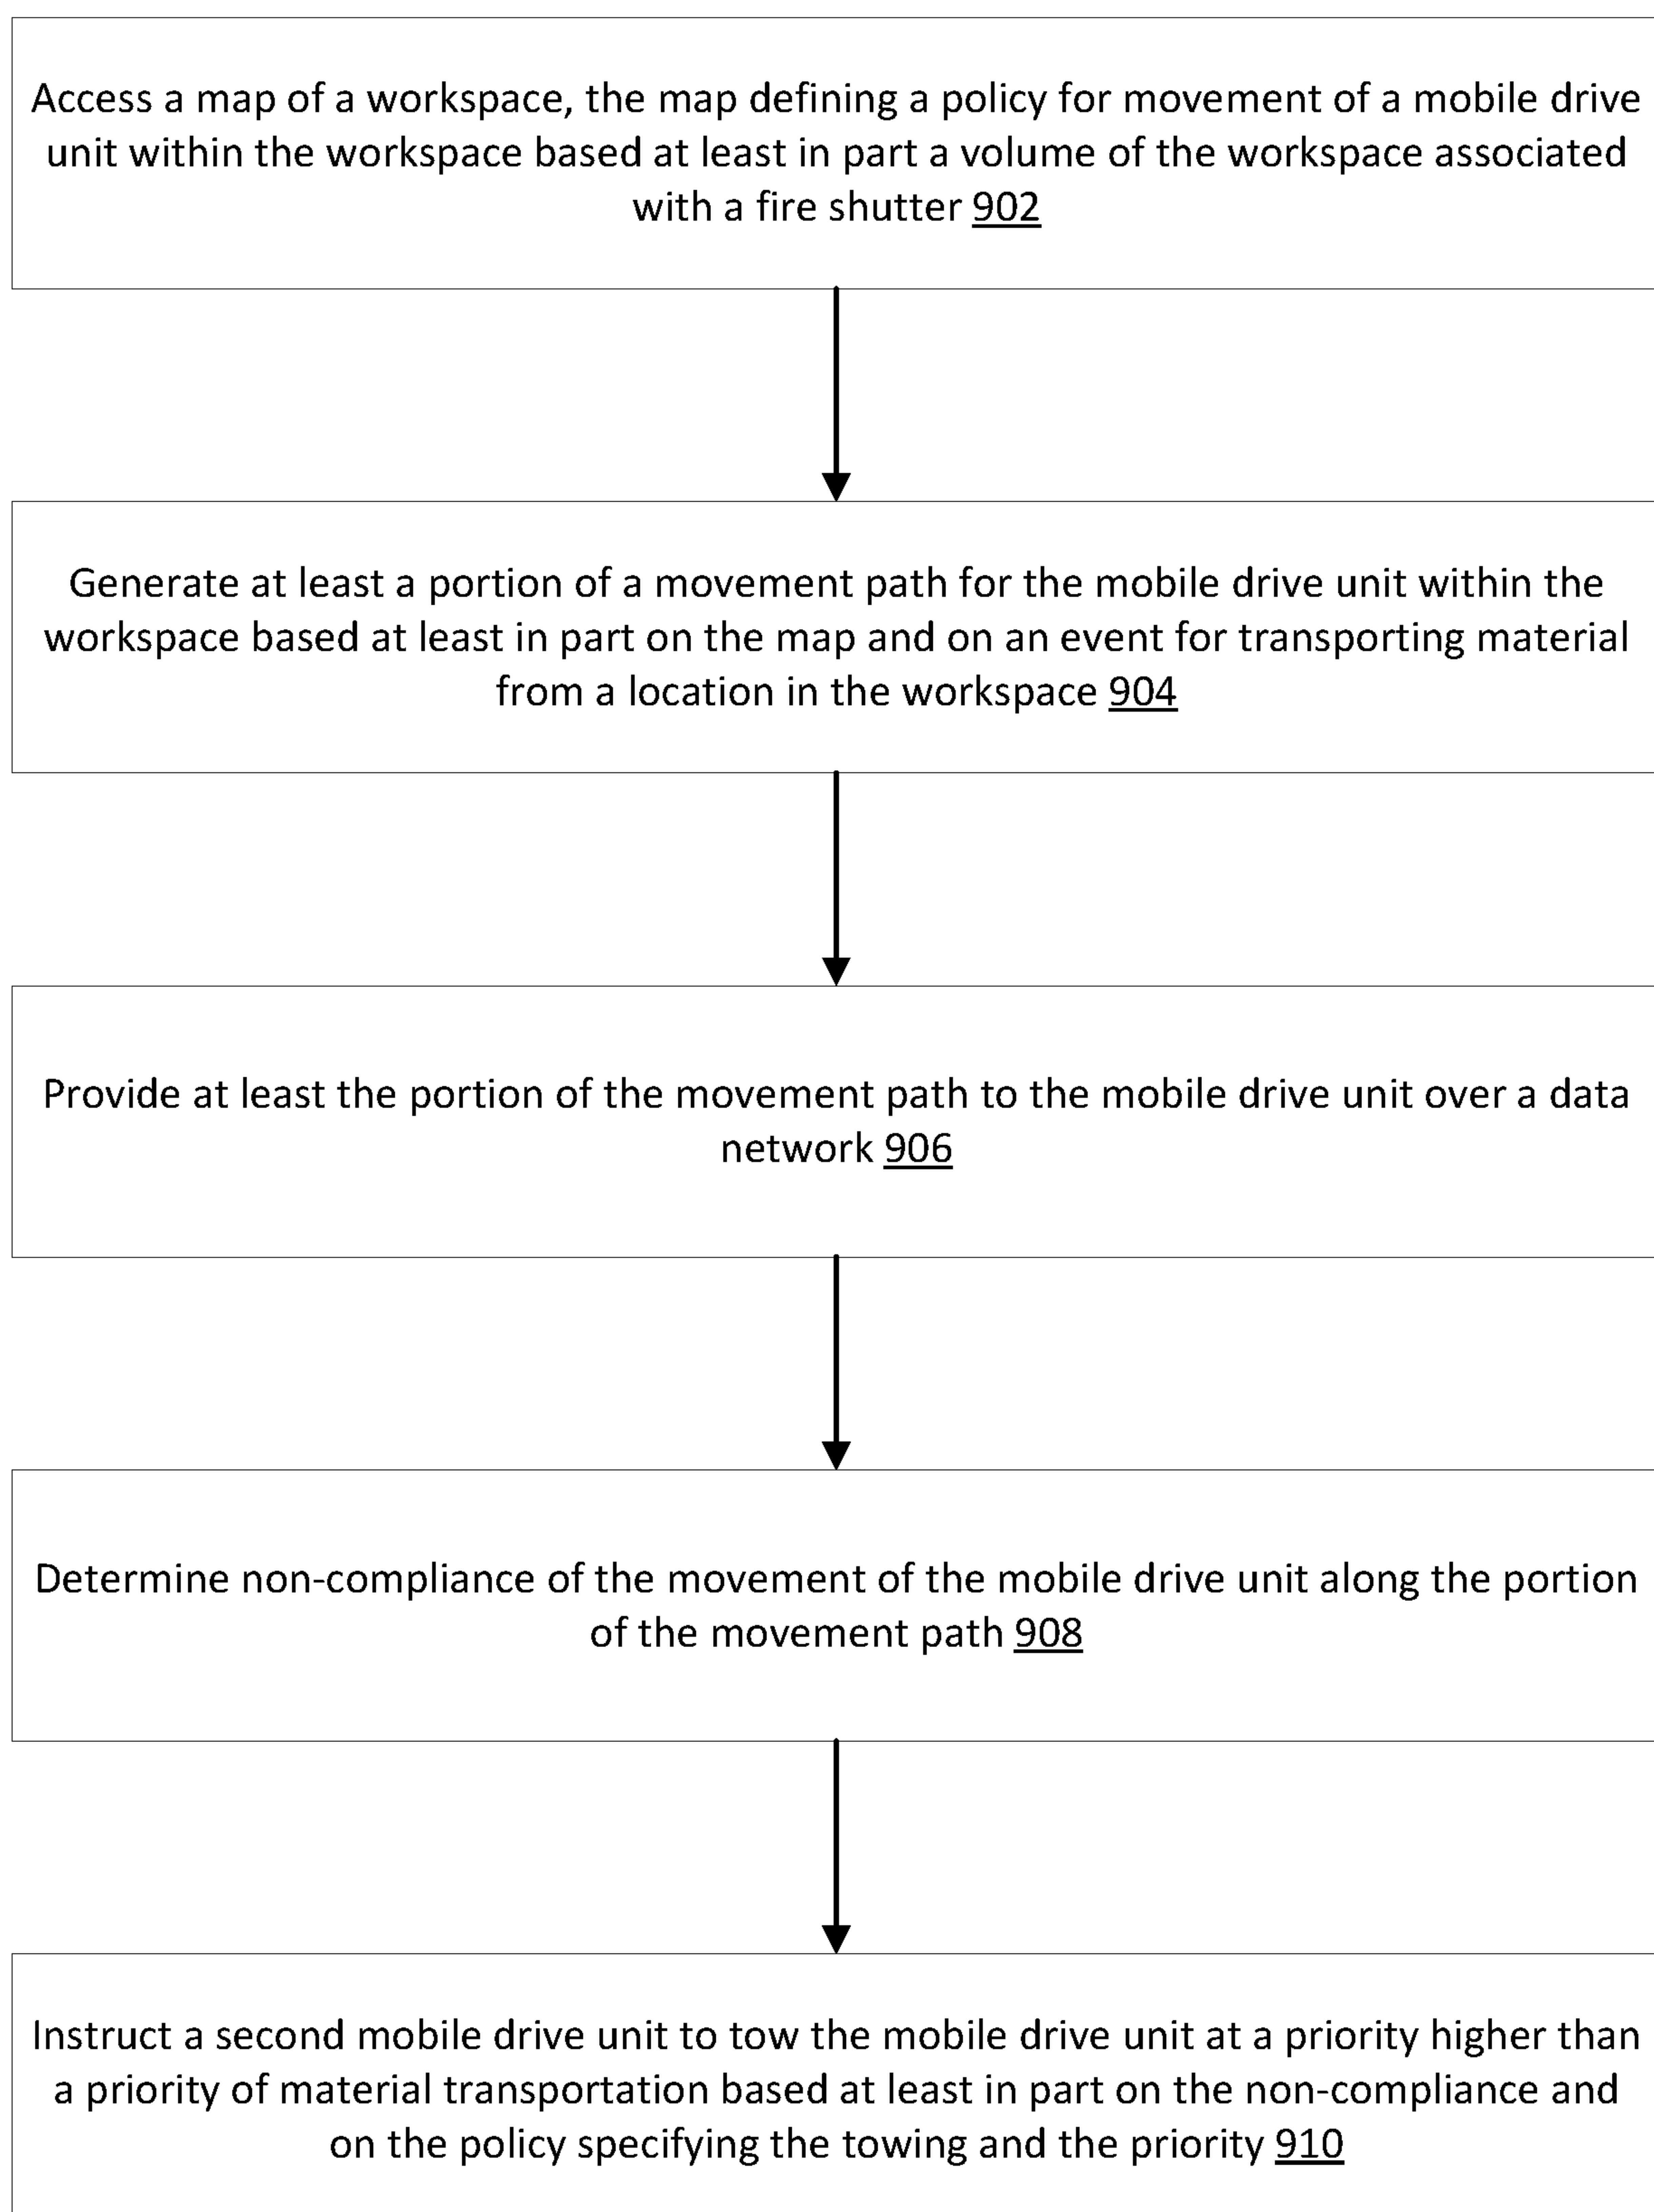 Access a map of a workspace, the map defining a policy for movement of a mobile drive
unit within the workspace based at least in part a volume of the workspace associated
with a fire shutter 902
Generate at least a portion of a movement path for the mobile drive unit within the
workspace based at least in part on the map and on an event for transporting material
from a location in the workspace 904
Provide at least the portion of the movement path to the mobile drive unit over a data
network 906
Determine non-compliance of the movement of the mobile drive unit along the portion
of the movement path 908
Instruct a second mobile drive unit to tow the mobile drive unit at a priority higher than
a priority of material transportation based at least in part on the non-compliance and
on the policy specifying the towing and the priority 910